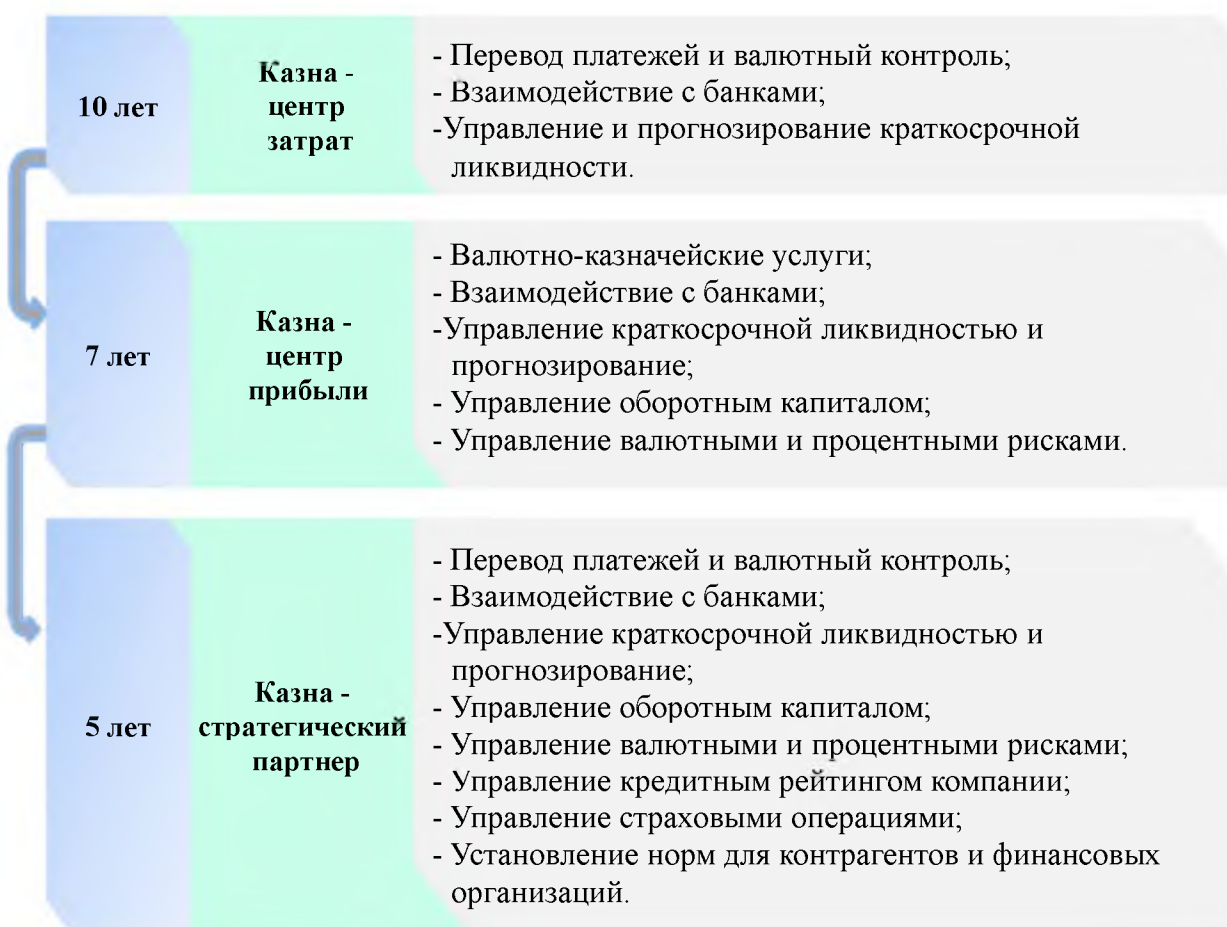 10 лет
Казна -
центр
затрат
- Перевод платежей и валютный контроль;
- Взаимодействие с банками;
-Управление и прогнозирование краткосрочной
ликвидности.
7 лет
Казна -
центр
прибыли
- Валютно-казначейские услуги;
- Взаимодействие с банками;
-Управление краткосрочной ликвидностью и
прогнозирование;
- Управление оборотным капиталом;
- Управление валютными и процентными рисками.
5 лет
Казна -
стратегический
партнер
- Перевод платежей и валютный контроль;
- Взаимодействие с банками;
-Управление краткосрочной ликвидностью и
прогнозирование;
- Управление оборотным капиталом;
- Управление валютными и процентными рисками;
- Управление кредитным рейтингом компании;
- Управление страховыми операциями;
- Установление норм для контрагентов и финансовых
организаций.